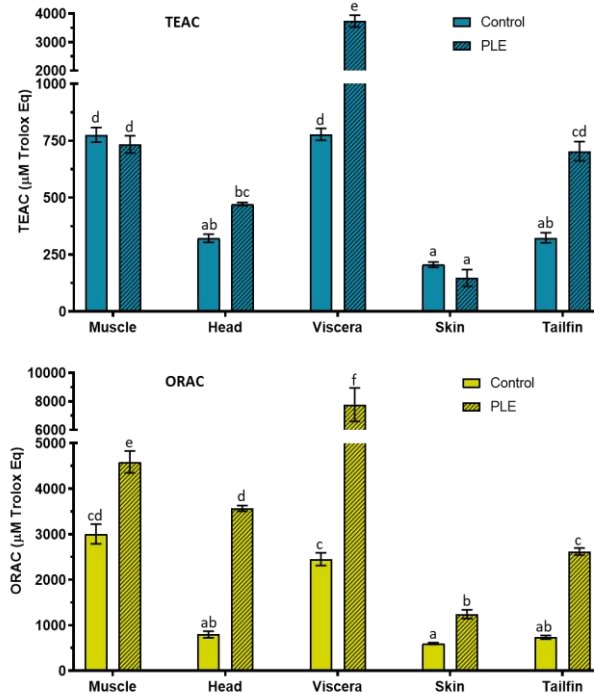 TEAC
Control
PLE
TEAC (µM Trolox Eq)
4000
3000
2000
1000
750
500
250
0
d
d
ab
bc
d
e
a
a
ab
cd
Muscle
Head
Viscera
Skin
Tailfin
ORAC
Control
PLE
ORAC (µM Trolox Eq)
10000
8000
6000
5000
4000
3000
2000
1000
0
cd
e
ab
d
c
f
a
b
ab
c
Muscle
Head
Viscera
Skin
Tailfin